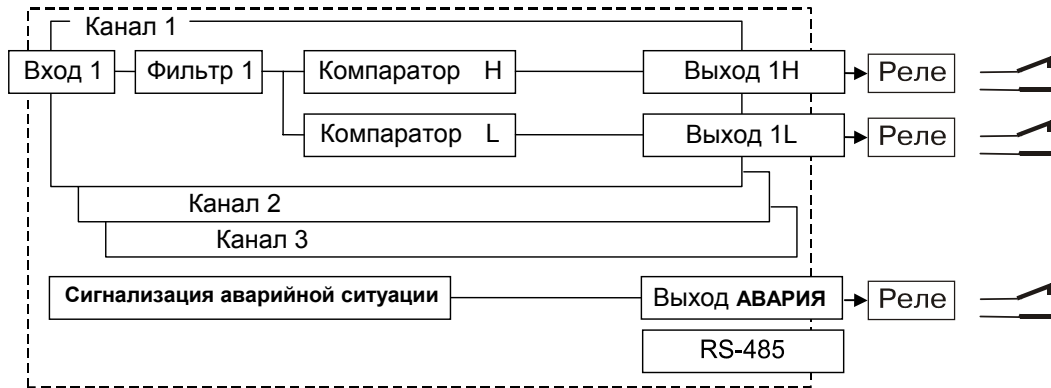 Канал 1
Вход 1 Фильтр 1 Компаратор H Выход 1H Реле
Компаратор L Выход 1L Реле
Канал 2
Канал 3
Сигнализация аварийной ситуации Выход АВАРИЯ Реле
RS-485